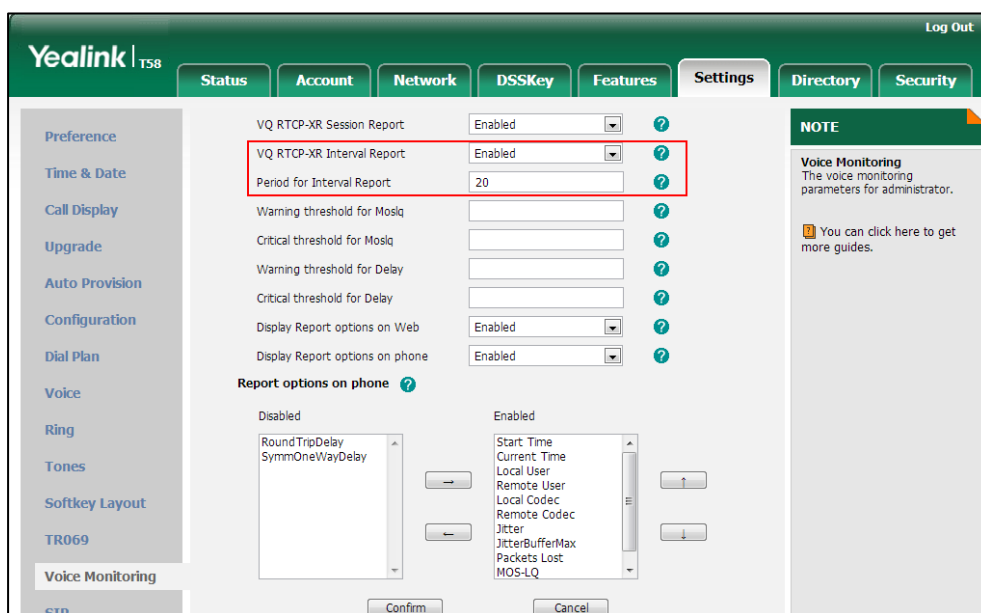 Log Out
Yealink | T58
Status Account Network DSSKey Features Settings Directory Security
Preference
Time & Date
Call Display
Upgrade
Auto Provision
Configuration
Dial Plan
Voice
Ring
Tones
Softkey Layout
TR069
Voice Monitoring
SIP
VQ RTCP-XR Session Report Enabled ?
VQ RTCP-XR Interval Report Enabled ?
Period for Interval Report 20 ?
Warning threshold for Moslq ?
Critical threshold for Moslq ?
Warning threshold for Delay ?
Critical threshold for Delay ?
Display Report options on Web Enabled ?
Display Report options on phone Enabled ?
Report options on phone ?
Disabled
RoundTripDelay
SymmOneWayDelay
→
←
Enabled
Start Time
Current Time
Local User
Remote User
Local Codec
Remote Codec
Jitter
JitterBufferMax
Packets Lost
MOS-LQ
↑
↓
Confirm Cancel
NOTE
Voice Monitoring
The voice monitoring
parameters for administrator.
? You can click here to get
more guides.